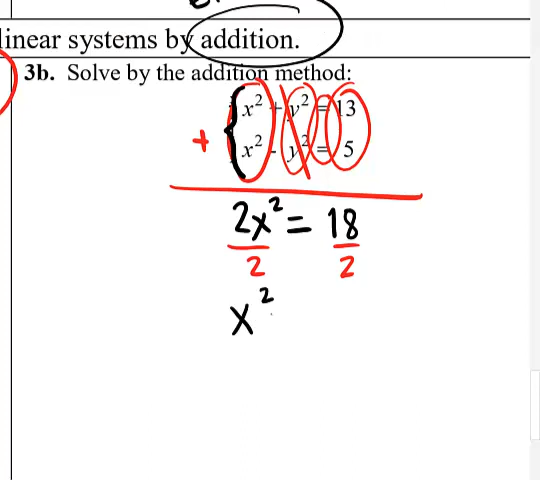 linear systems by addition.
3b. Solve by the addition method:
x² + y² = 13
+ x² - y² = 5
2x² = 18
2 2
x²